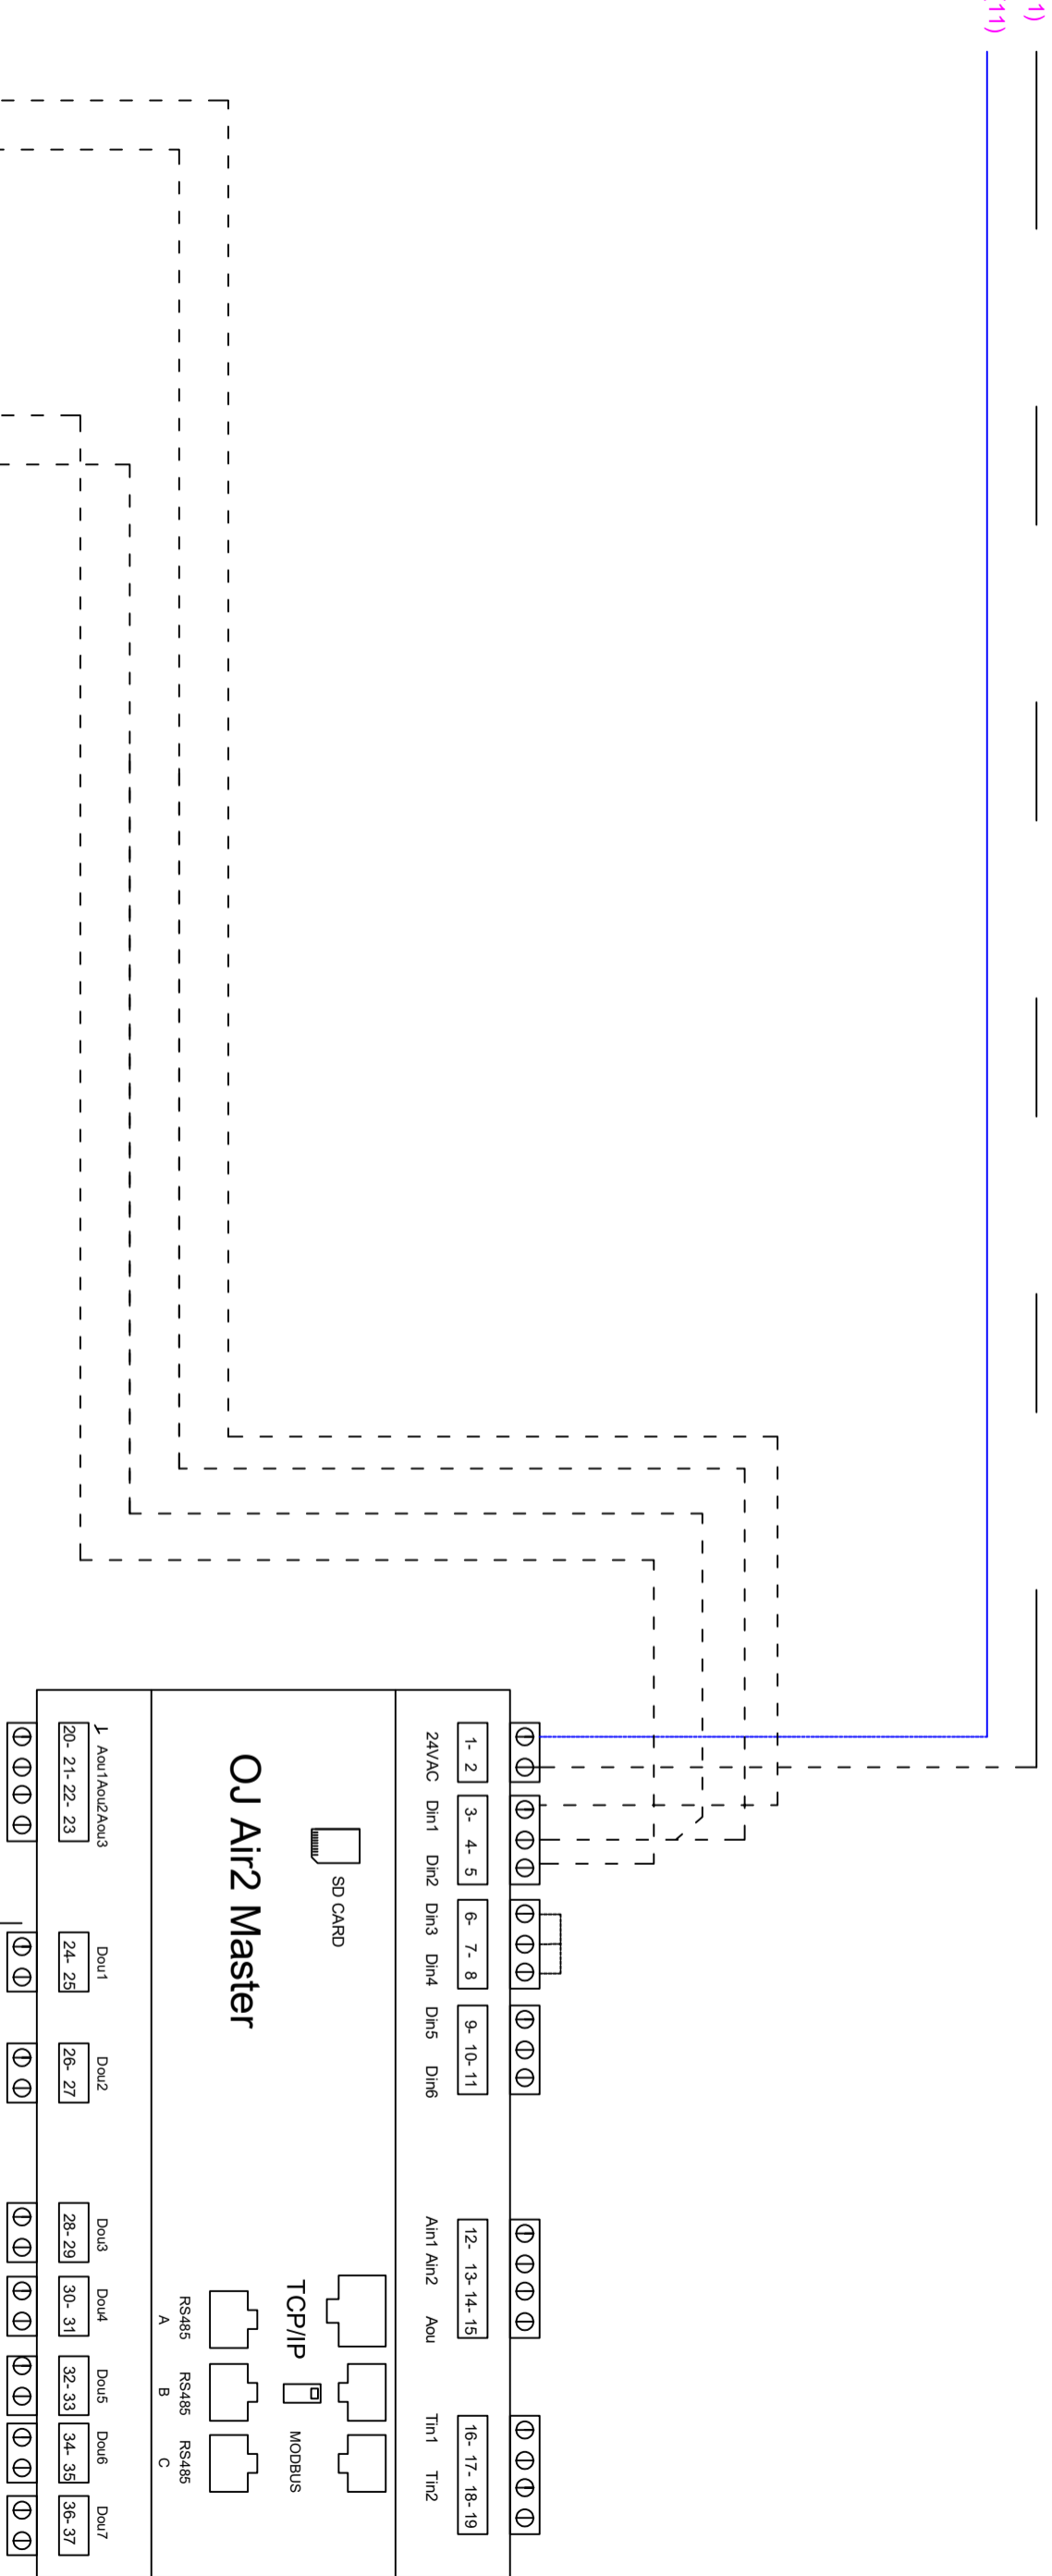 1)
11)
1- 2
3- 4- 5
6- 7- 8
9- 10- 11
12- 13- 14- 15
16- 17- 18- 19
24VAC
Din1 Din2
Din3 Din4
Din5 Din6
Ain1 Ain2 Aou
Tin1 Tin2
SD CARD
TCP/IP
MODBUS
OJ Air2 Master
RS485
A
RS485
B
RS485
C
Aou1Aou2Aou3
Dou1
Dou2
Dou3
Dou4
Dou5
Dou6
Dou7
20- 21- 22- 23
24- 25
26- 27
28- 29
30- 31
32- 33
34- 35
36- 37